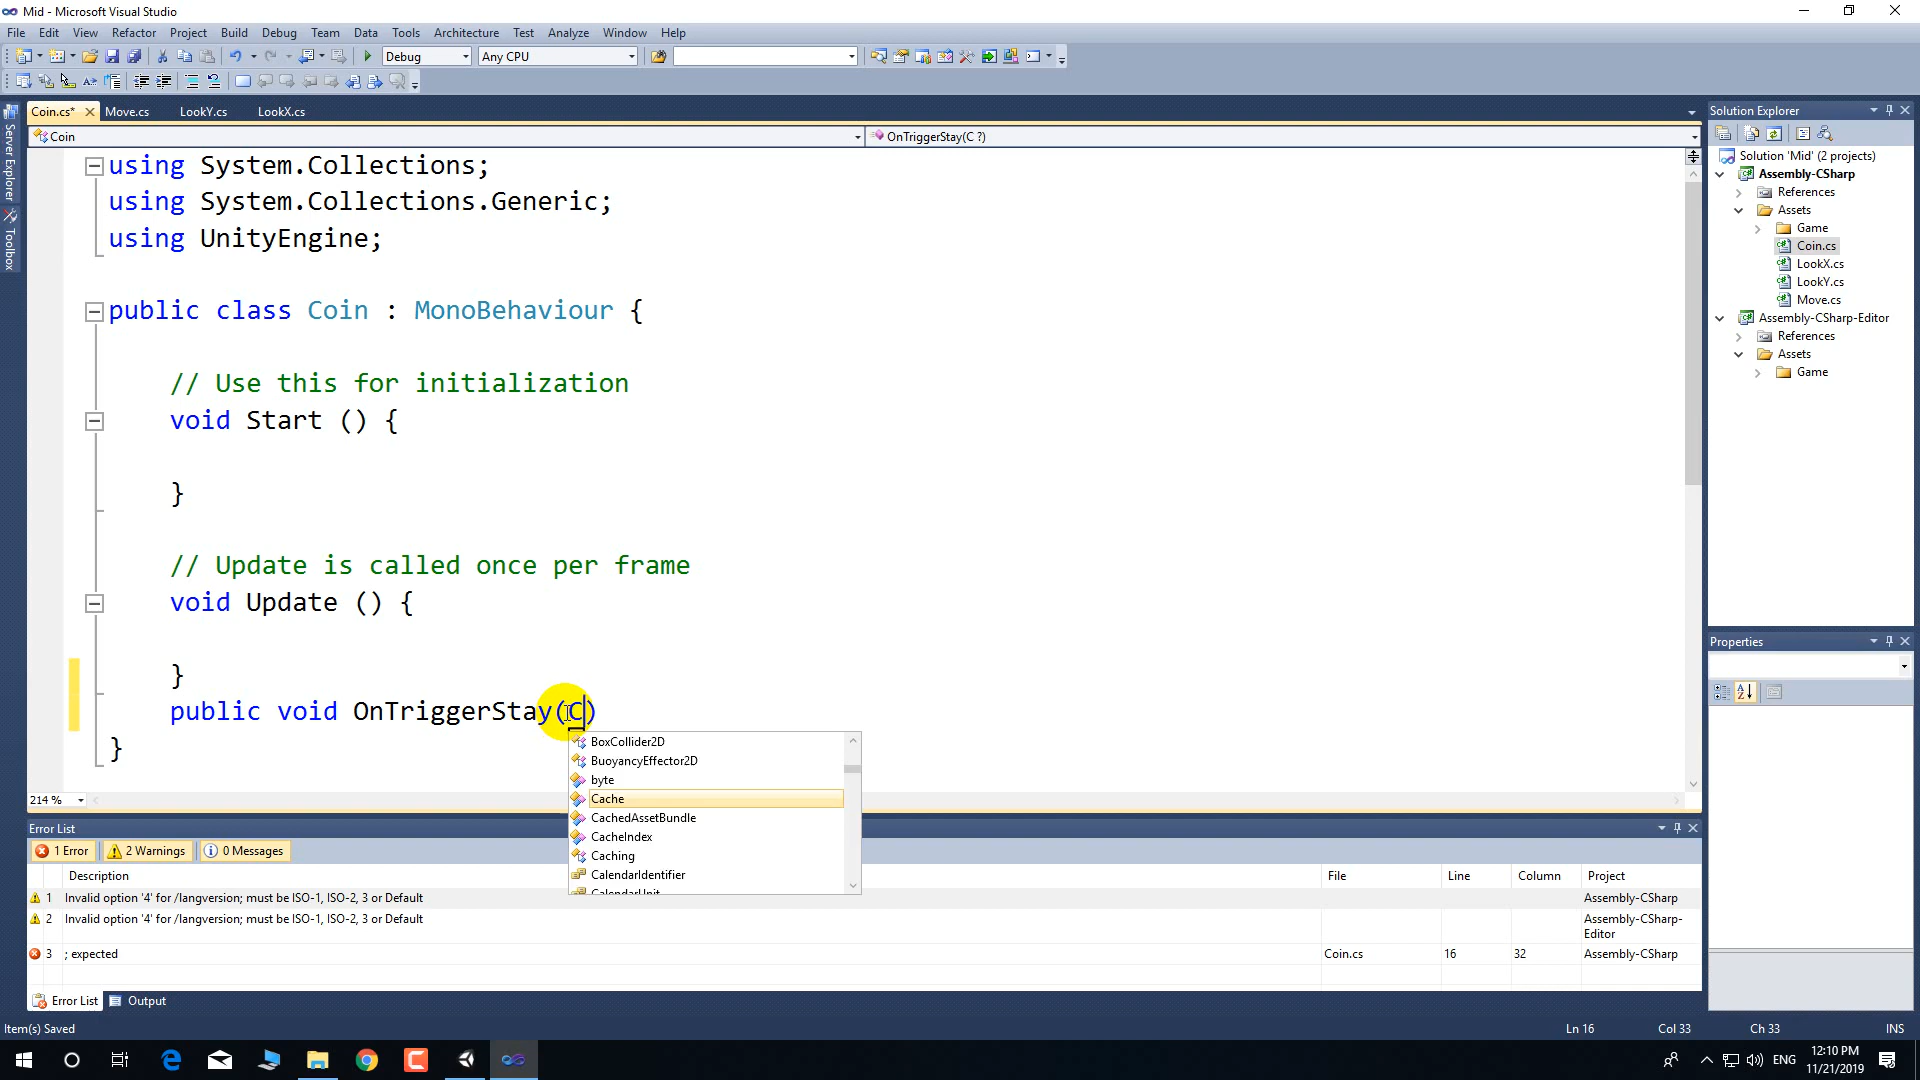 Mid - Microsoft Visual Studio
File Edit View Refactor Project Build Debug Team Data Tools Architecture Test Analyze Window Help
Debug Any CPU
Server Explorer
Toolbox
Coin.cs* Move.cs LookY.cs LookX.cs
Coin OnTriggerStay(C ?)
using System.Collections;
using System.Collections.Generic;
using UnityEngine;
public class Coin : MonoBehaviour {
// Use this for initialization
void Start () {
}
// Update is called once per frame
void Update () {
}
public void OnTriggerStay(C)
}
BoxCollider2D
BuoyancyEffector2D
byte
Cache
CachedAssetBundle
CacheIndex
Caching
CalendarIdentifier
CalendarUnit
214 %
Solution Explorer
Solution 'Mid' (2 projects)
Assembly-CSharp
References
Assets
Game
Coin.cs
LookX.cs
LookY.cs
Move.cs
Assembly-CSharp-Editor
References
Assets
Game
Properties
Error List
1 Error 2 Warnings 0 Messages
Description File Line Column Project
1 Invalid option '4' for /langversion; must be ISO-1, ISO-2, 3 or Default Assembly-CSharp
2 Invalid option '4' for /langversion; must be ISO-1, ISO-2, 3 or Default Assembly-CSharp-
Editor
3 ; expected Coin.cs 16 32 Assembly-CSharp
Error List Output
Item(s) Saved Ln 16 Col 33 Ch 33 INS
ENG
12:10 PM
11/21/2019